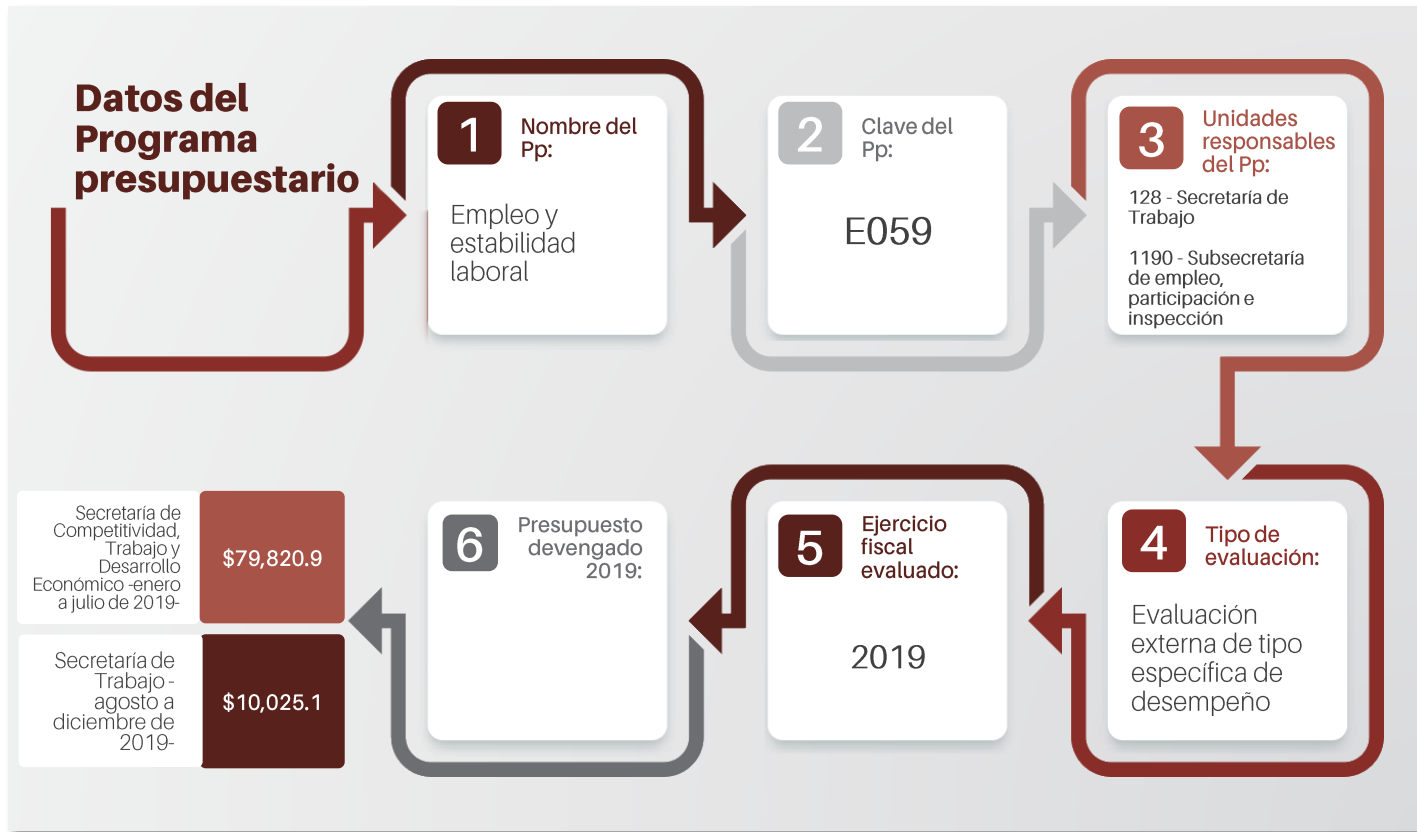 Datos del
Programa
presupuestario
1
Nombre del
Pp:
Empleo y
estabilidad
laboral
2
Clave del
Pp:
E059
3
Unidades
responsables
del Pp:
128 - Secretaría de
Trabajo
1190 - Subsecretaría
de empleo,
participación e
inspección
4
Tipo de
evaluación:
Evaluación
externa de tipo
específica de
desempeño
5
Ejercicio
fiscal
evaluado:
2019
6
Presupuesto
devengado
2019:
Secretaría de
Competitividad,
Trabajo y
Desarrollo
Económico -enero
a julio de 2019-
$79,820.9
Secretaría de
Trabajo -
agosto a
diciembre de
2019-
$10,025.1